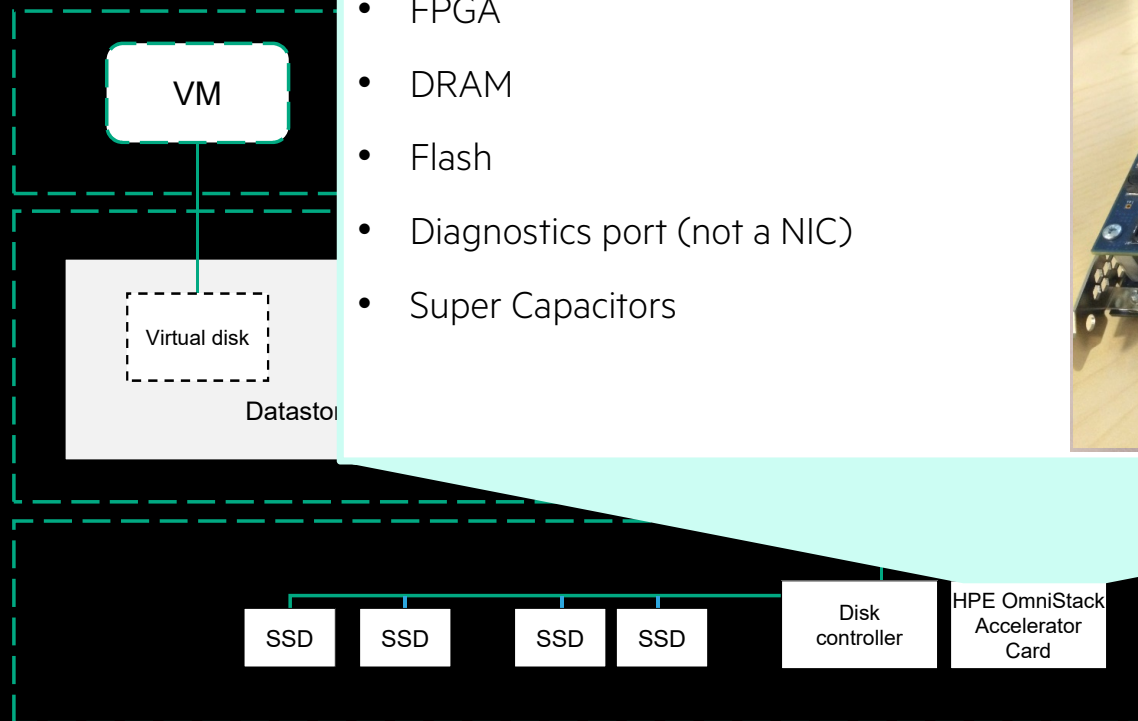 • FPGA
• DRAM
• Flash
• Diagnostics port (not a NIC)
• Super Capacitors
VM
Virtual disk
SSD
SSD
SSD
SSD
Disk
controller
HPE OmniStack
Accelerator
Card